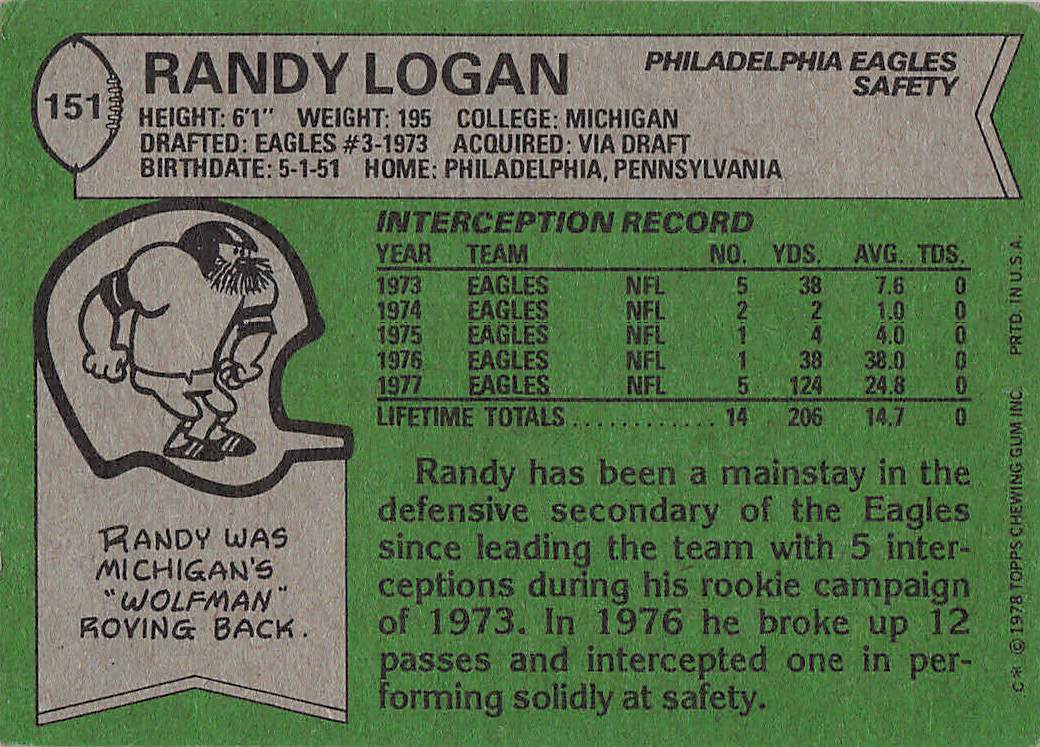 151
RANDY LOGAN
PHILADELPHIA EAGLES
SAFETY
HEIGHT: 6'1" WEIGHT: 195 COLLEGE: MICHIGAN
DRAFTED: EAGLES #3-1973 ACQUIRED: VIA DRAFT
BIRTHDATE: 5-1-51 HOME: PHILADELPHIA, PENNSYLVANIA
INTERCEPTION RECORD
YEAR TEAM NO. YDS. AVG. TDS.
1973 EAGLES NFL 5 38 7.6 0
1974 EAGLES NFL 2 2 1.0 0
1975 EAGLES NFL 1 4 4.0 0
1976 EAGLES NFL 1 38 38.0 0
1977 EAGLES NFL 5 124 24.8 0
LIFETIME TOTALS............. 14 206 14.7 0
Randy has been a mainstay in the
defensive secondary of the Eagles
since leading the team with 5 inter-
ceptions during his rookie campaign
of 1973. In 1976 he broke up 12
passes and intercepted one in per-
forming solidly at safety.
RANDY WAS
MICHIGAN'S
"WOLFMAN"
ROVING BACK.
C** © 1978 TOPPS CHEWING GUM INC. PRTD. IN U.S.A.